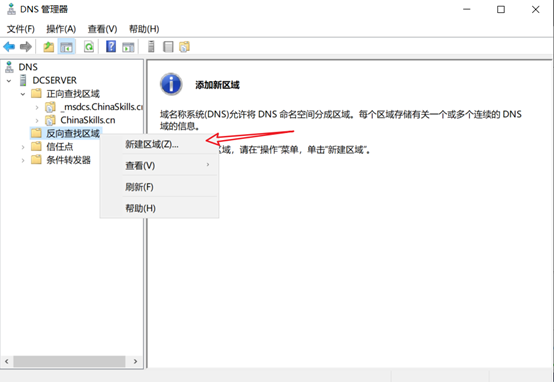 DNS 管理器
文件(F) 操作(A) 查看(V) 帮助(H)
DNS
DCSERVER
正向查找区域
_msdcs.ChinaSkills.cn
ChinaSkills.cn
反向查找区域
信任点
条件转发器
新建区域(Z)...
查看(V)
刷新(F)
帮助(H)
添加新区域
域名称系统(DNS)允许将 DNS 命名空间分成区域。每个区域存储有关一个或多个连续的 DNS
域的信息。
区域，请在"操作"菜单，单击"新建区域"。